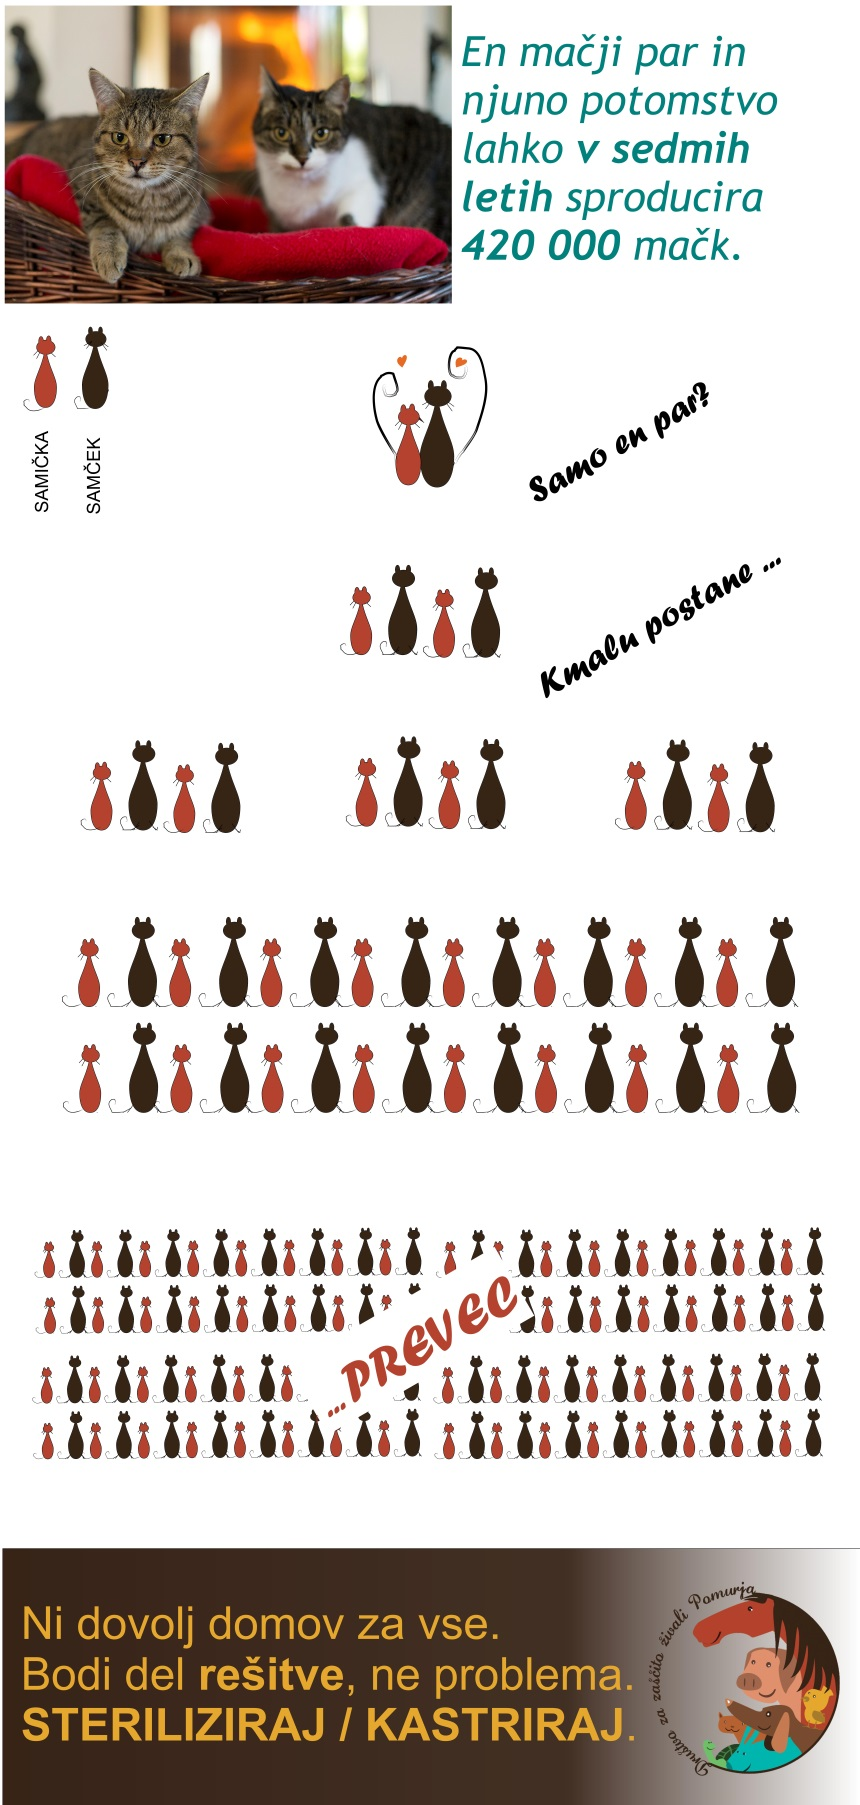 En mačji par in
njuno potomstvo
lahko v sedmih
letih sproducira
420 000 mačk.
SAMIČKA
SAMČEK
Samo en par?
Kmalu postane ...
...PREVEC
Ni dovolj domov za vse.
Bodi del rešitve, ne problema.
STERILIZIRAJ / KASTRIRAJ.
Društvo za zaščito živali Pomurja